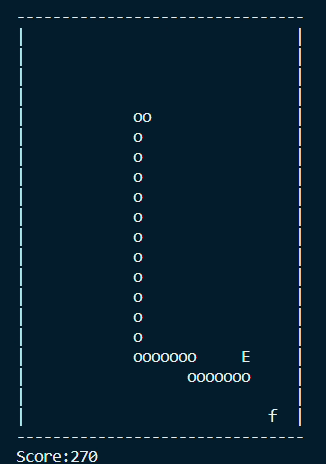 --------------------------------
|                              |
|                              |
|                              |
|                              |
|            oo                |
|            o                 |
|            o                 |
|            o                 |
|            o                 |
|            o                 |
|            o                 |
|            o                 |
|            o                 |
|            o                 |
|            o                 |
|            o                 |
|            ooooooo     E     |
|                  ooooooo     |
|                              |
|                           f  |
--------------------------------
Score:270